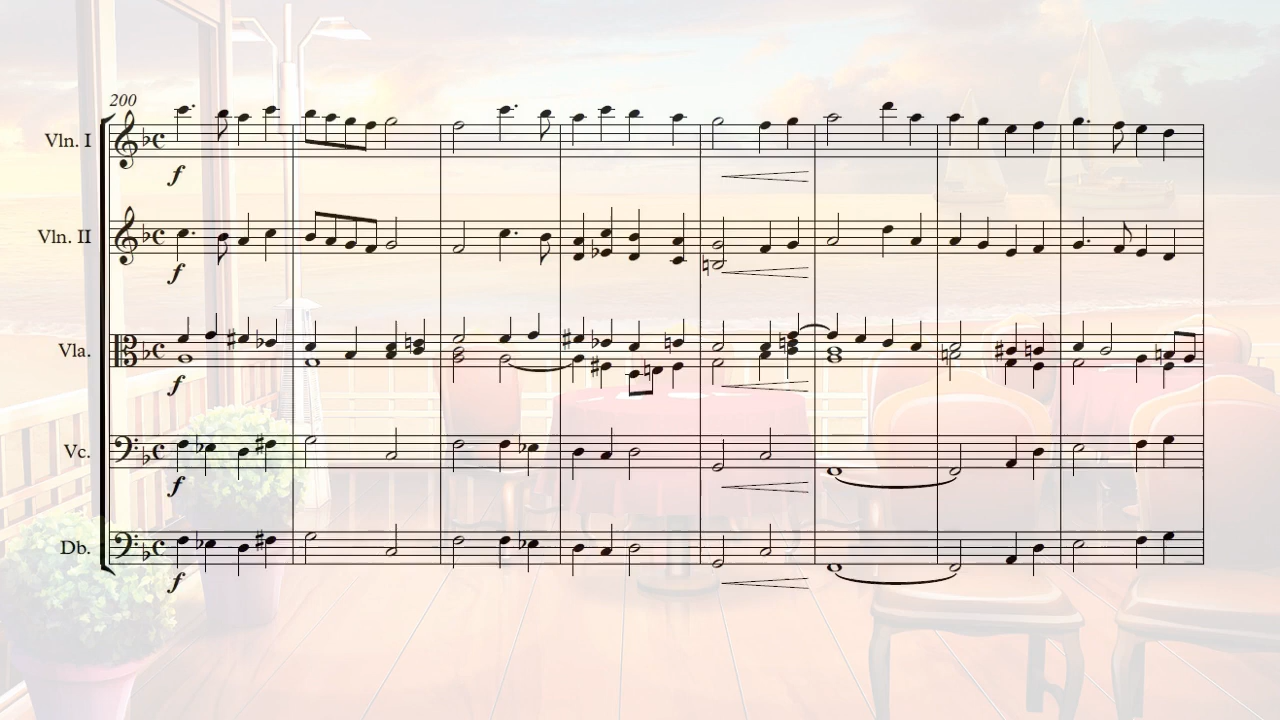 200
Vln. I
f
Vln. II
f
Vla.
f
Vc.
f
Db.
f